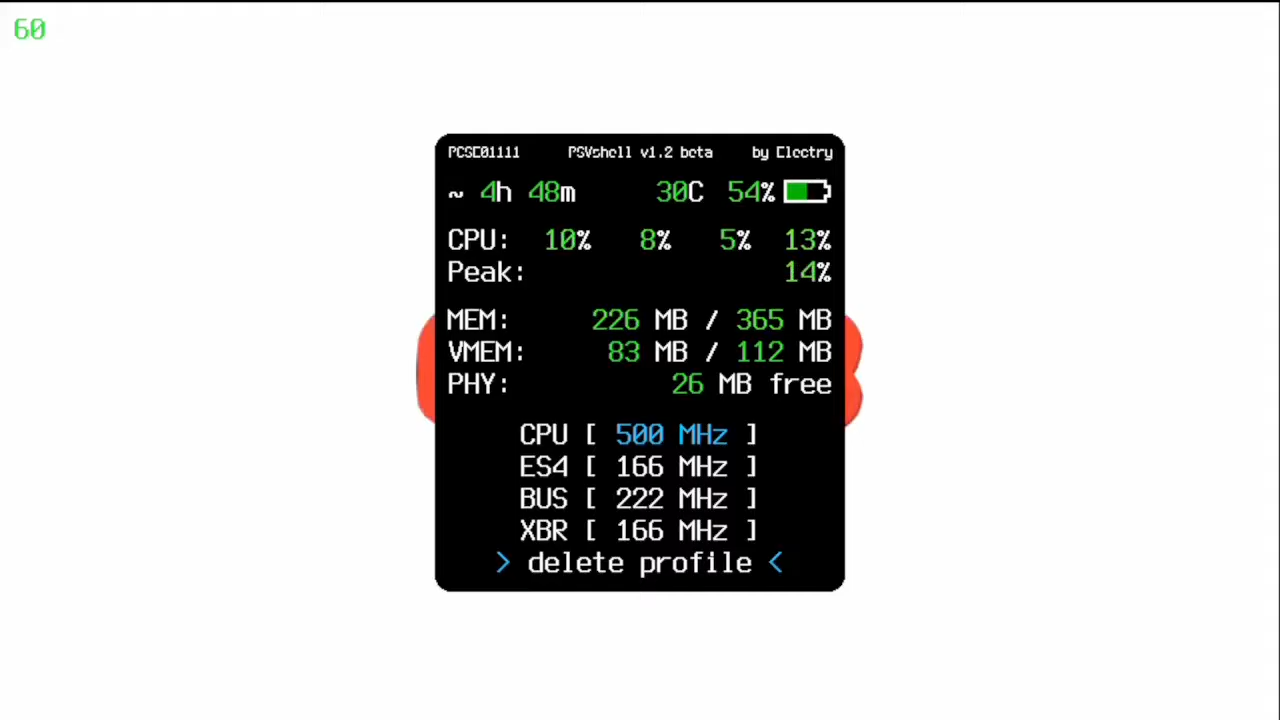 60
PCSE01111 PSVshell v1.2 beta by Electry
~ 4h 48m 30C 54%
CPU: 10% 8% 5% 13%
Peak: 14%
MEM: 226 MB / 365 MB
VMEM: 83 MB / 112 MB
PHY: 26 MB free
CPU [ 500 MHz ]
ES4 [ 166 MHz ]
BUS [ 222 MHz ]
XBR [ 166 MHz ]
> delete profile <